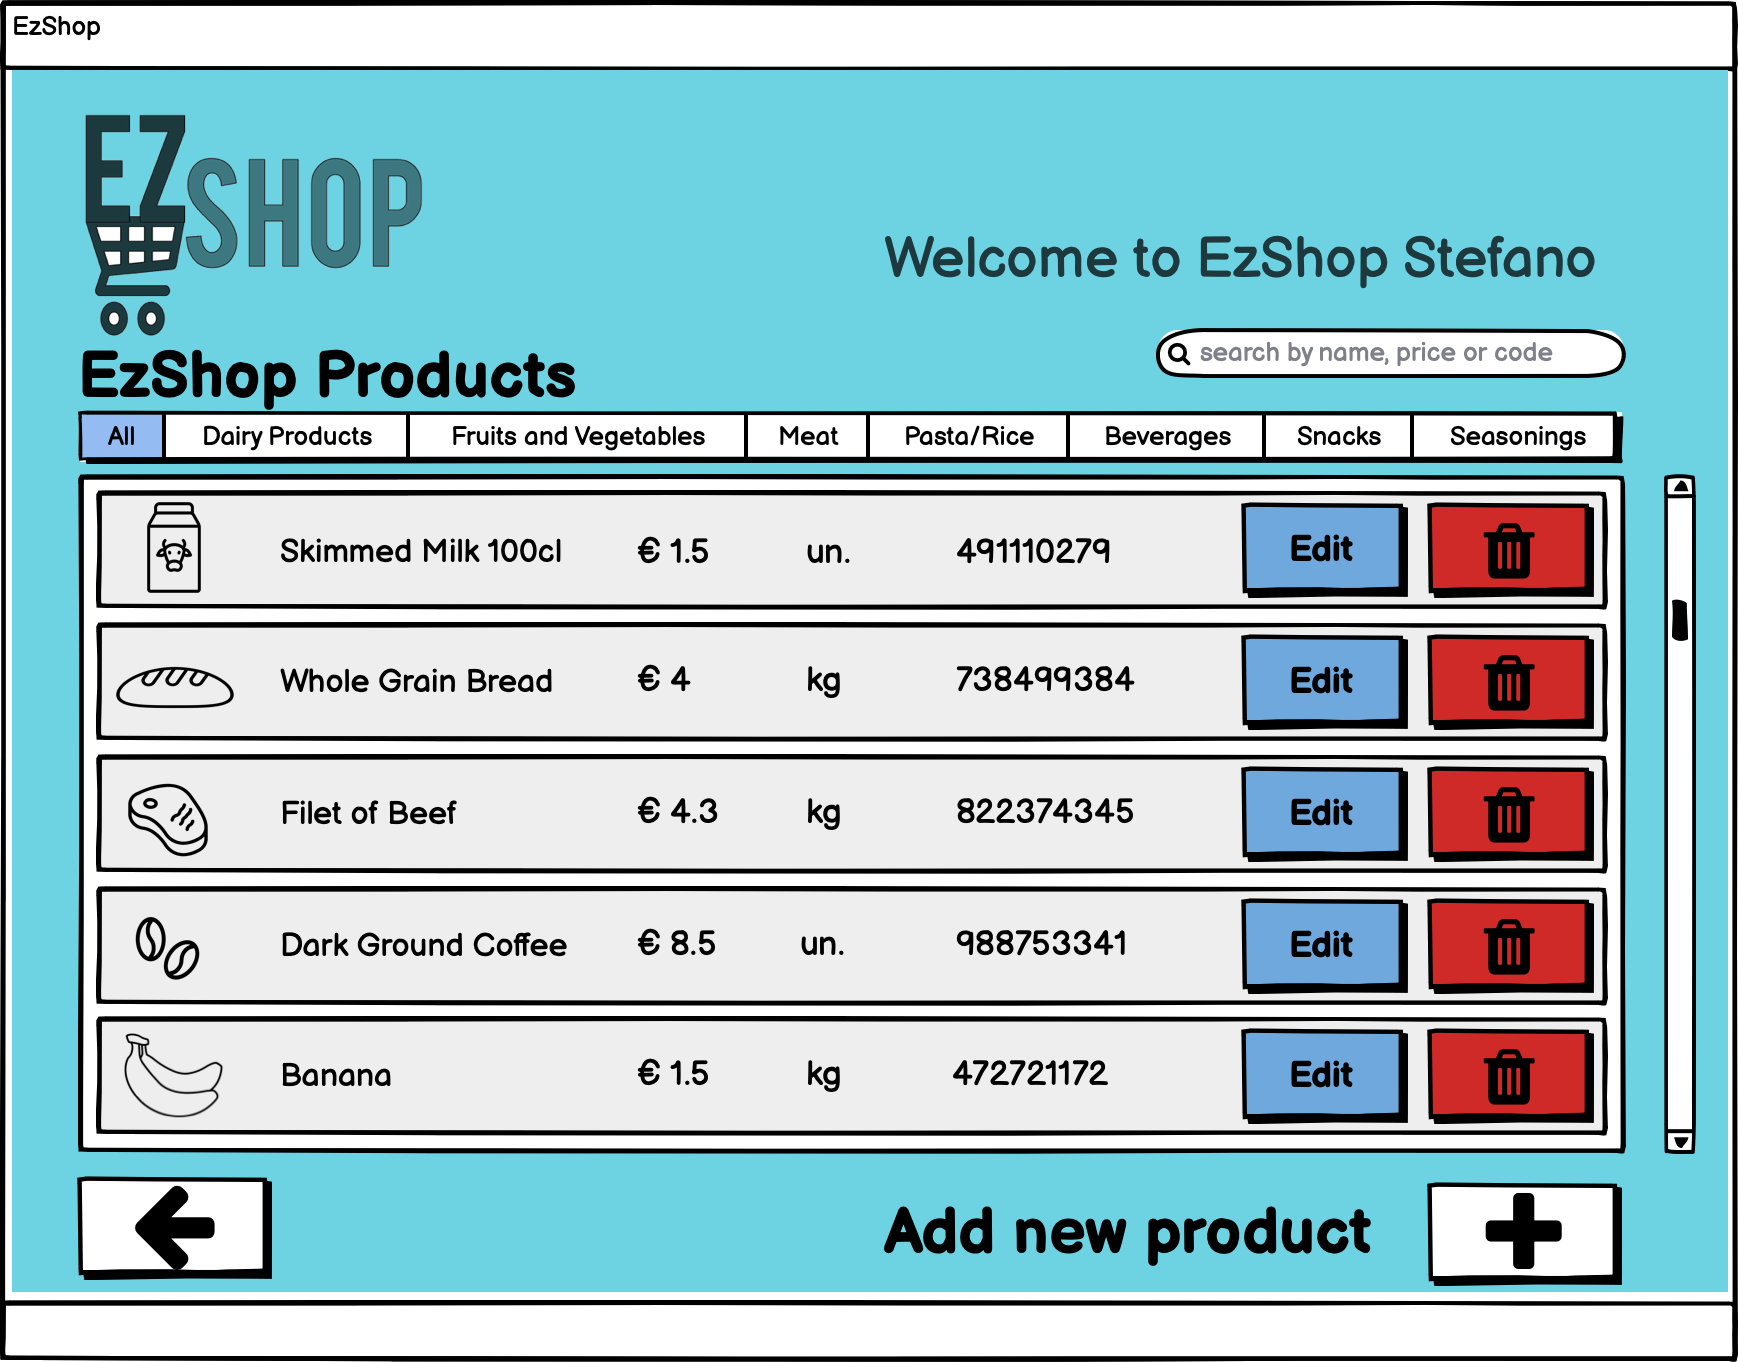 EzShop
EZSHOP
Welcome to EzShop Stefano
search by name, price or code
EzShop Products
All Dairy Products Fruits and Vegetables Meat Pasta/Rice Beverages Snacks Seasonings
Skimmed Milk 100cl € 1.5 un. 491110279 Edit
Whole Grain Bread € 4 kg 738499384 Edit
Filet of Beef € 4.3 kg 822374345 Edit
Dark Ground Coffee € 8.5 un. 988753341 Edit
Banana € 1.5 kg 472721172 Edit
Add new product